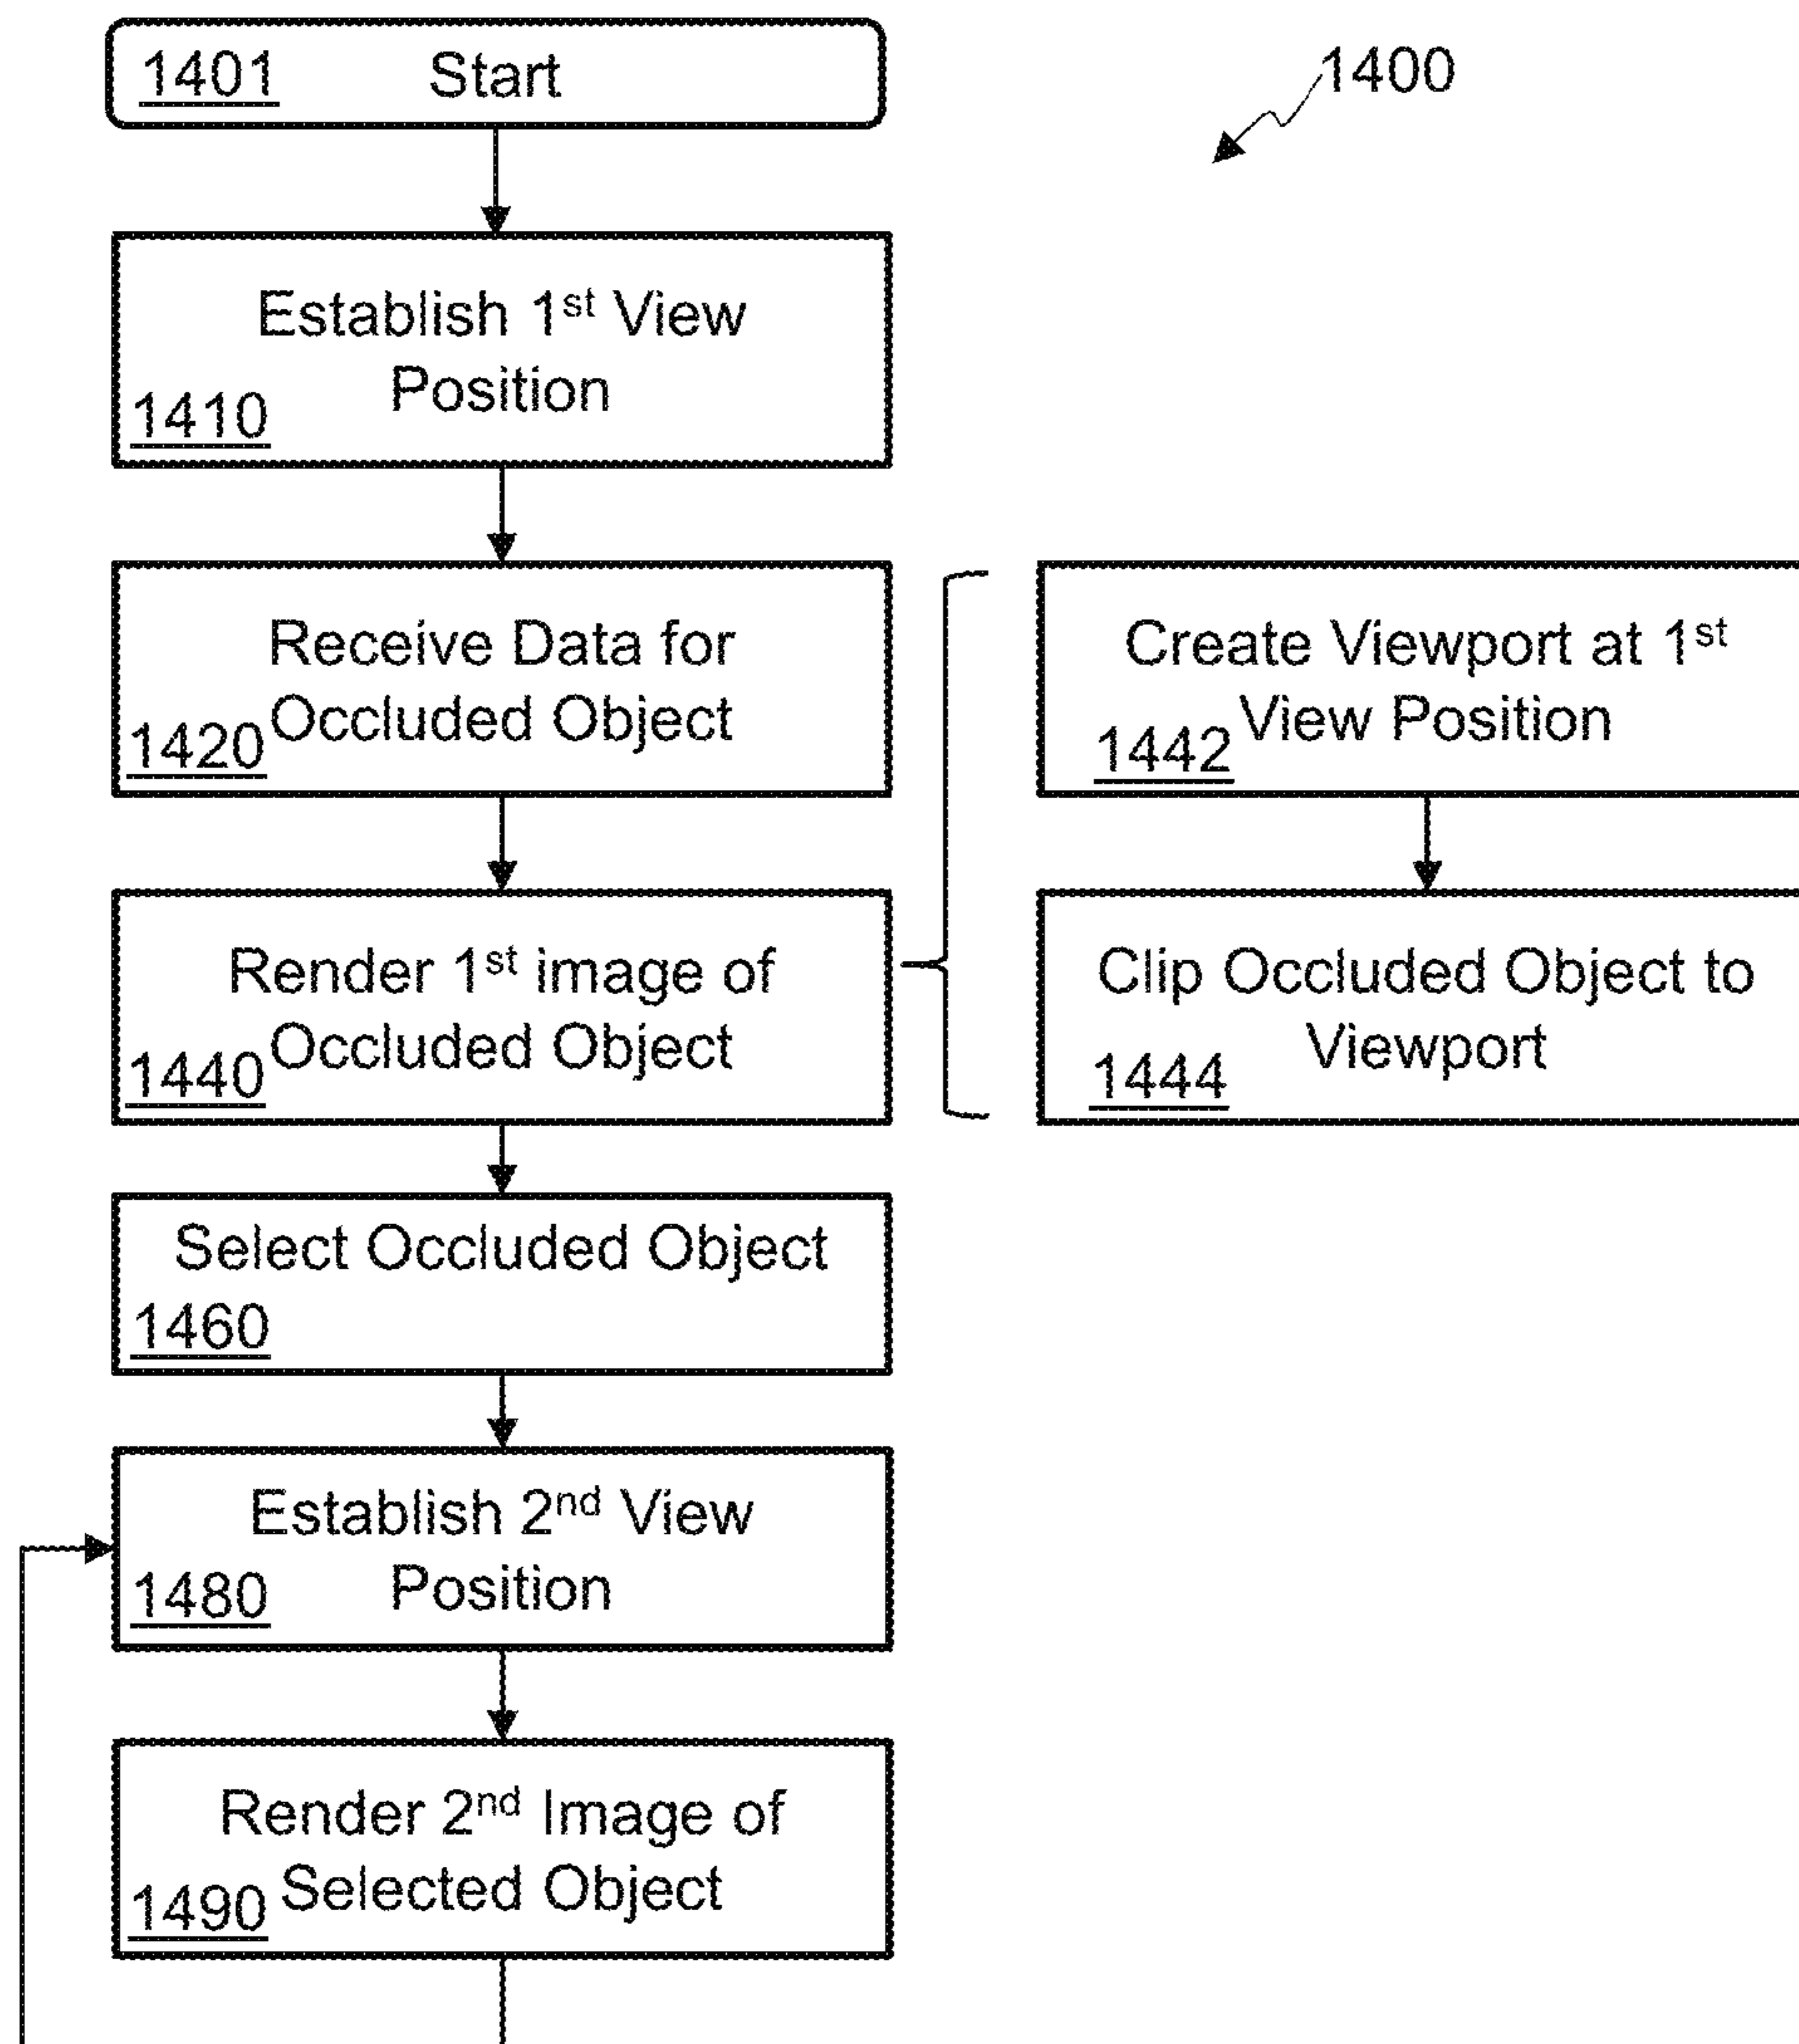 1401 Start
1400
Establish 1st View
Position
1410
Receive Data for
Occluded Object
1420
Create Viewport at 1st
View Position
1442
Render 1st image of
Occluded Object
1440
Clip Occluded Object to
Viewport
1444
Select Occluded Object
1460
Establish 2nd View
Position
1480
Render 2nd Image of
Selected Object
1490